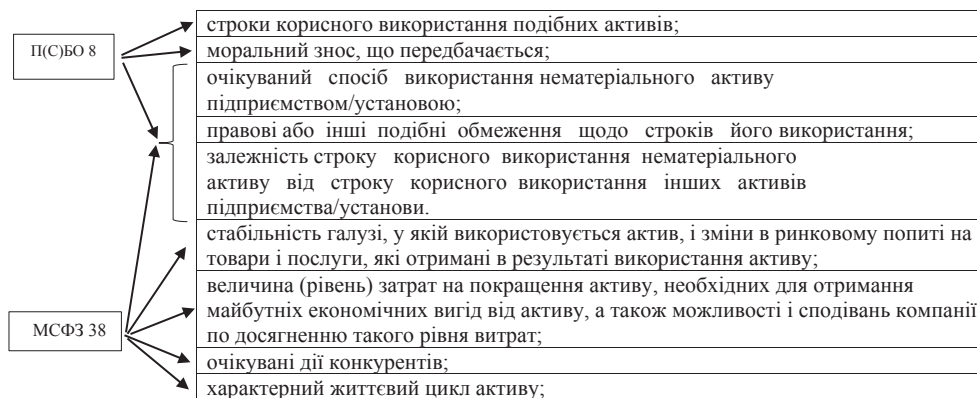 П(С)БО 8
строки корисного використання подібних активів;
моральний знос, що передбачається;
очікуваний спосіб використання нематеріального активу
підприємством/установою;
правові або інші подібні обмеження щодо строків його використання;
залежність строку корисного використання нематеріального
активу від строку корисного використання інших активів
підприємства/установи.
стабільність галузі, у якій використовується актив, і зміни в ринковому попиті на
товари і послуги, які отримані в результаті використання активу;
величина (рівень) затрат на покращення активу, необхідних для отримання
майбутніх економічних вигід від активу, а також можливості і сподівань компанії
по досягненню такого рівня витрат;
МСФЗ 38
очікувані дії конкурентів;
характерний життєвий цикл активу;